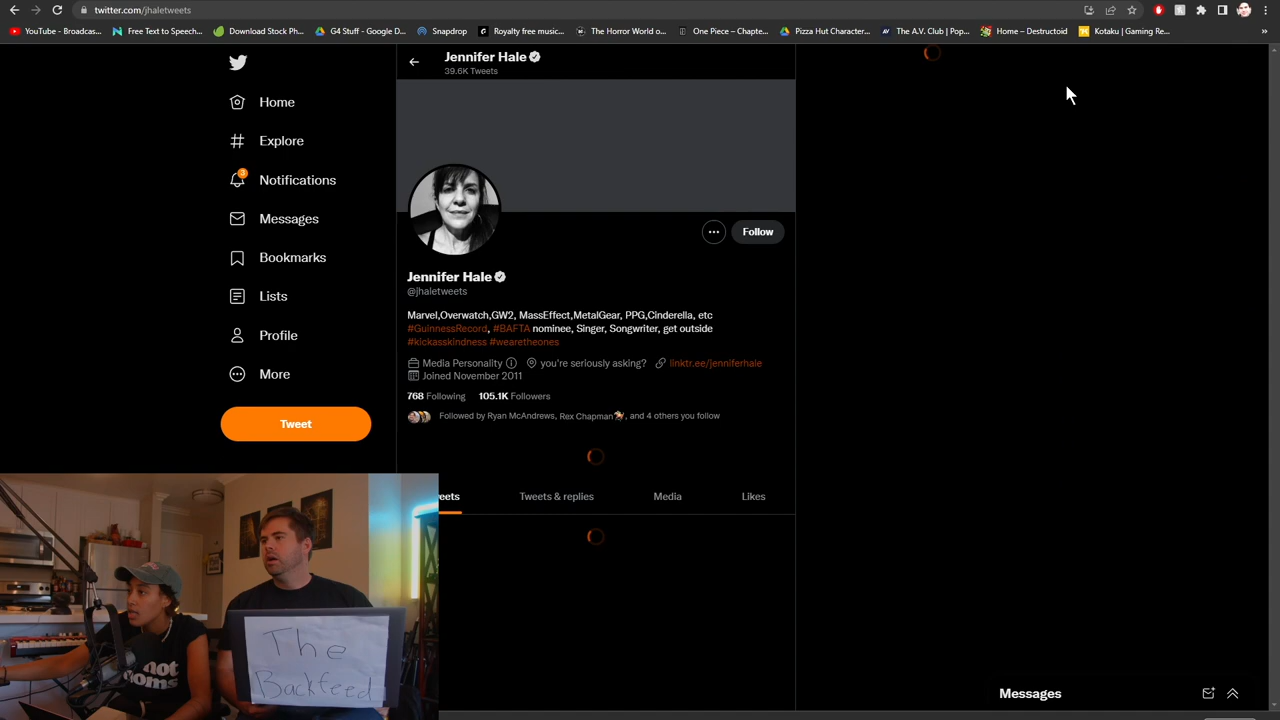 twitter.com/jhaletweets
YouTube - Broadcas...
Free Text to Speech...
Download Stock Ph...
G4 Stuff - Google D...
Snapdrop
Royalty free music...
The Horror World o...
One Piece – Chapte...
Pizza Hut Character...
The A.V. Club | Pop...
Home – Destructoid
Kotaku | Gaming Re...
»
Jennifer Hale
39.6K Tweets
Home
Explore
3
Notifications
Messages
Bookmarks
Lists
Profile
More
Tweet
Follow
Jennifer Hale
@jhaletweets
Marvel,Overwatch,GW2, MassEffect,MetalGear, PPG,Cinderella, etc
#GuinnessRecord, #BAFTA nominee, Singer, Songwriter, get outside
#kickasskindness #wearetheones
Media Personality you're seriously asking? linktr.ee/jenniferhale
Joined November 2011
768 Following 105.1K Followers
Followed by Ryan McAndrews, Rex Chapman🏇, and 4 others you follow
eets
Tweets & replies
Media
Likes
not
moms
The
Backfeed
Messages